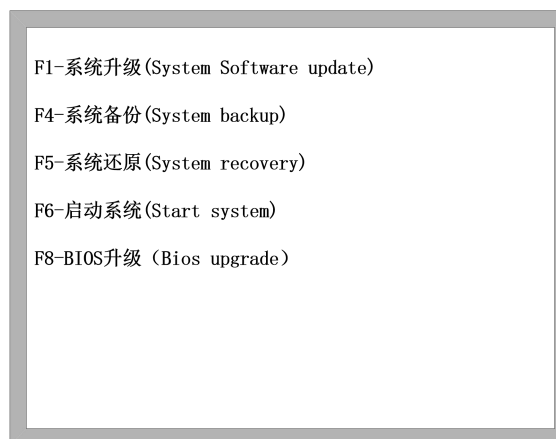 F1-系统升级(System Software update)
F4-系统备份(System backup)
F5-系统还原(System recovery)
F6-启动系统(Start system)
F8-BIOS升级（Bios upgrade）